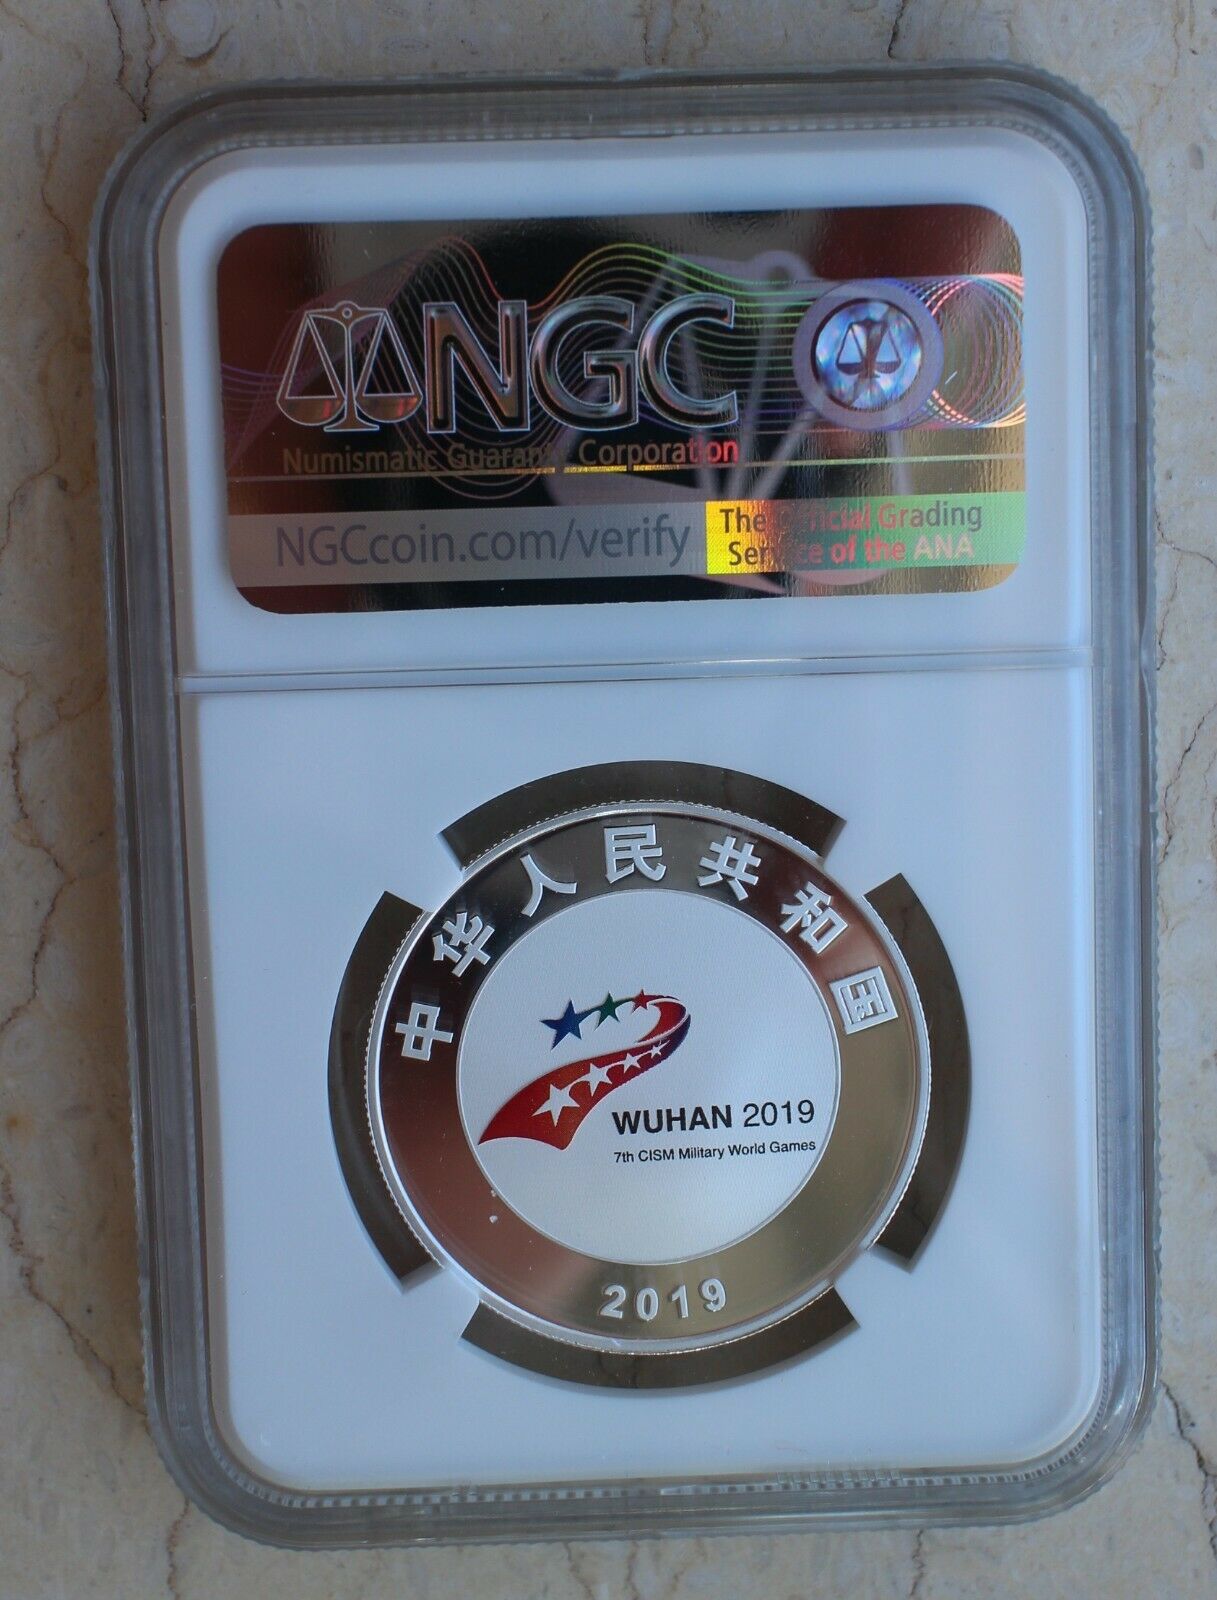 NGC
Numismatic Guaranty Corporation
NGCcoin.com/verify
The Official Grading
Service of the ANA
中华人民共和国
WUHAN 2019
7th CISM Military World Games
2019